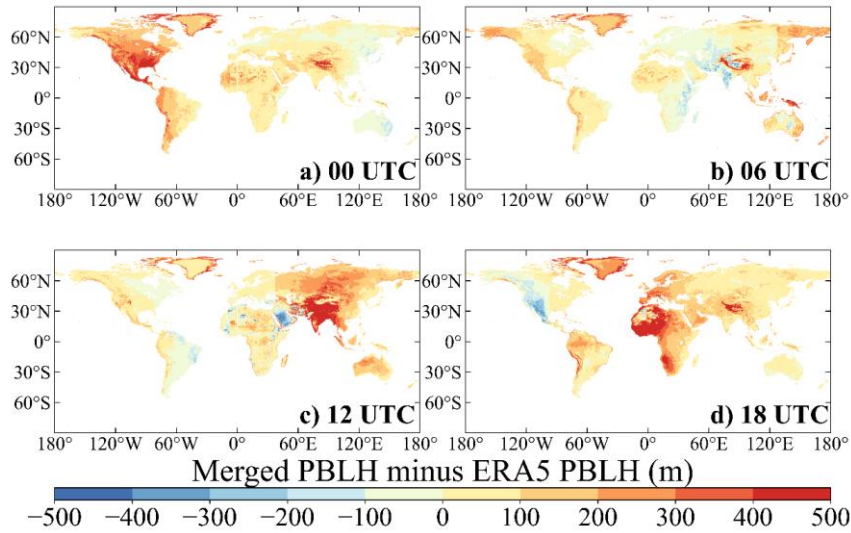 60°N 60°N
30°N 30°N
0° 0°
30°S 30°S
60°S 60°S
a) 00 UTC b) 06 UTC
180° 120°W 60°W 0° 60°E 120°E 180° 180° 120°W 60°W 0° 60°E 120°E 180°
60°N 60°N
30°N 30°N
0° 0°
30°S 30°S
60°S 60°S
c) 12 UTC d) 18 UTC
180° 120°W 60°W 0° 60°E 120°E 180° 180° 120°W 60°W 0° 60°E 120°E 180°
Merged PBLH minus ERA5 PBLH (m)
−500 −400 −300 −200 −100 0 100 200 300 400 500